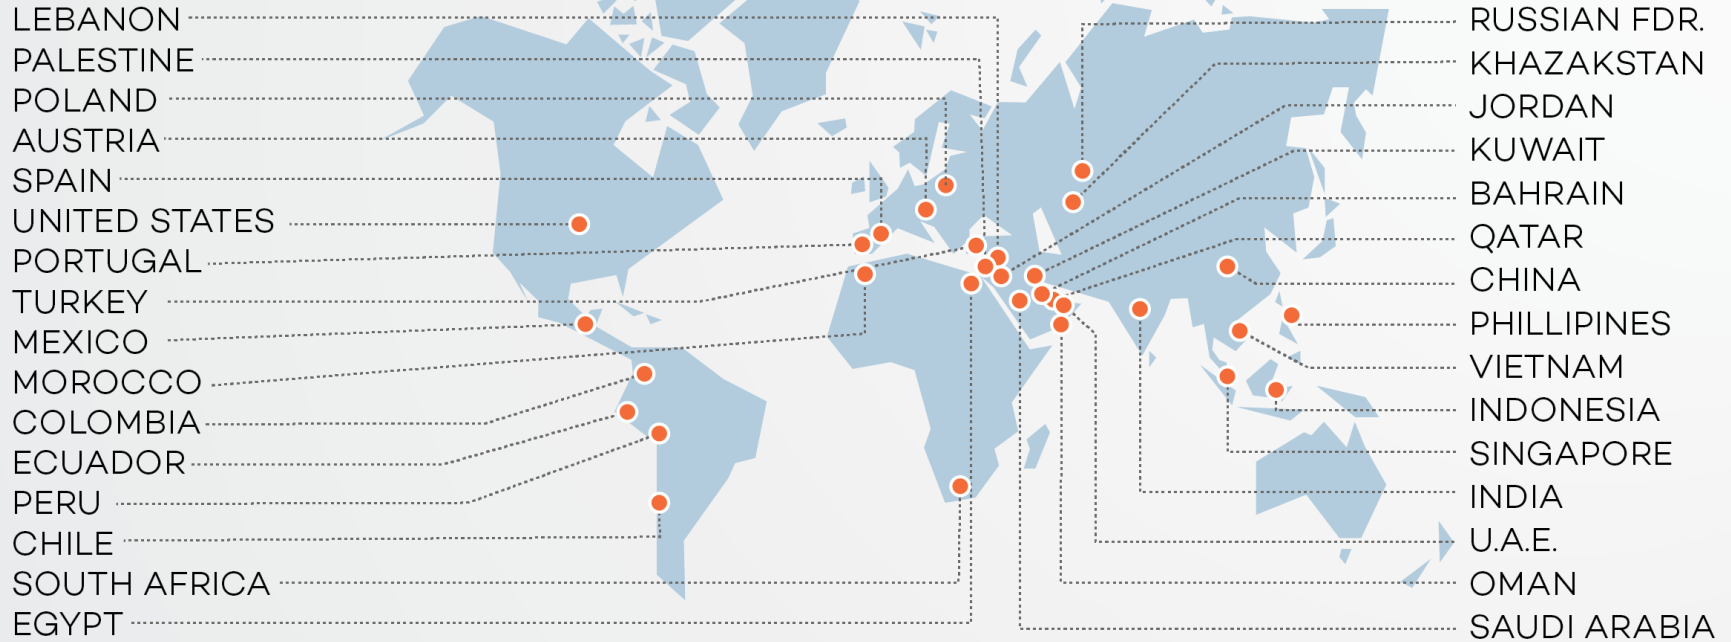 LEBANON
PALESTINE
POLAND
AUSTRIA
SPAIN
UNITED STATES
PORTUGAL
TURKEY
MEXICO
MOROCCO
COLOMBIA
ECUADOR
PERU
CHILE
SOUTH AFRICA
EGYPT
RUSSIAN FDR.
KHAZAKSTAN
JORDAN
KUWAIT
BAHRAIN
QATAR
CHINA
PHILLIPINES
VIETNAM
INDONESIA
SINGAPORE
INDIA
U.A.E.
OMAN
SAUDI ARABIA